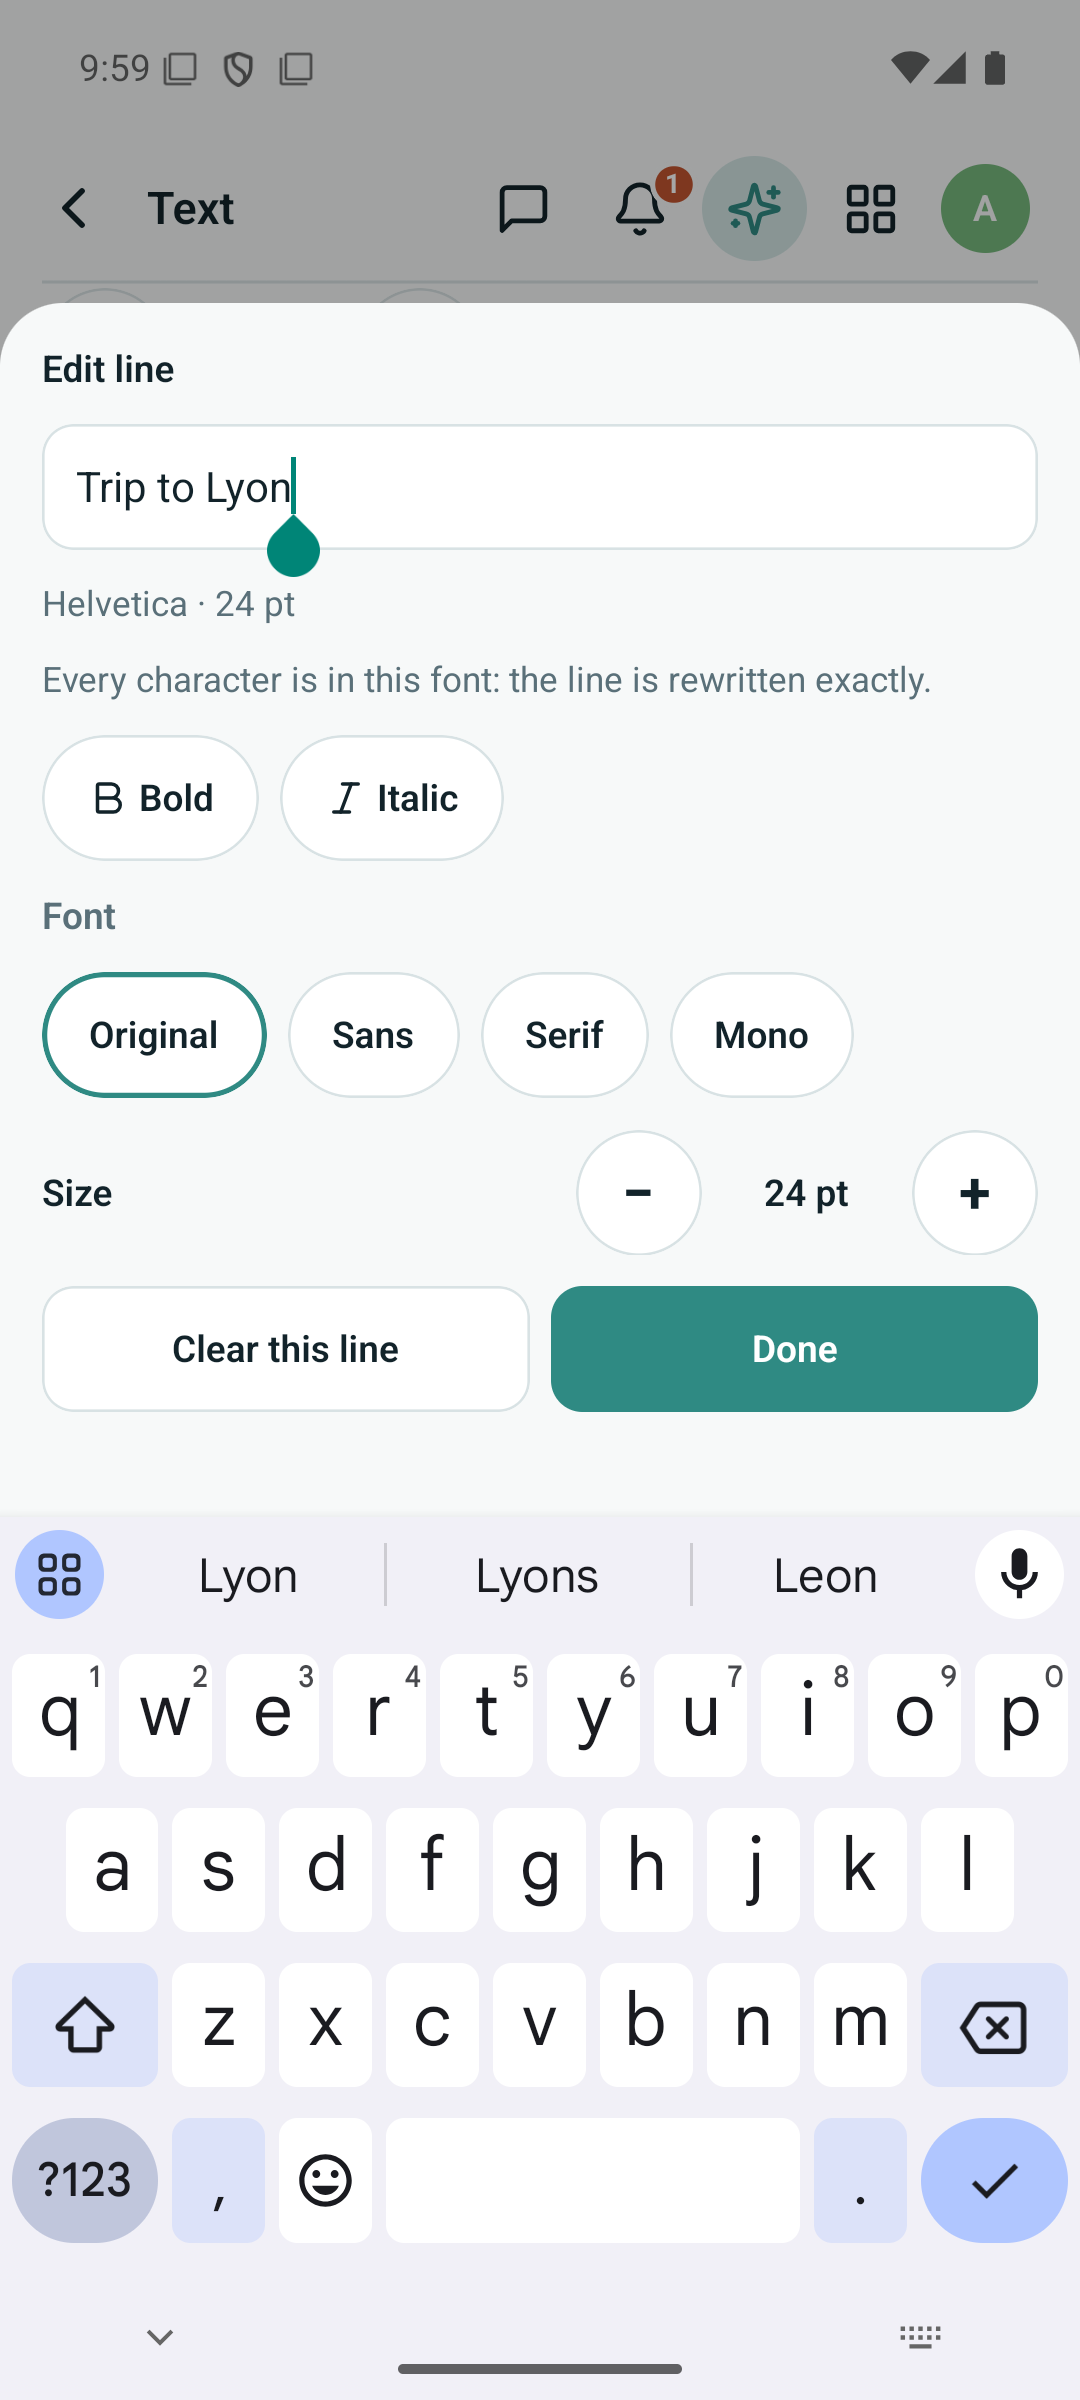 9:59
Text
1
A
Edit line
Trip to Lyon
Helvetica · 24 pt
Every character is in this font: the line is rewritten exactly.
B Bold
I Italic
Font
Original Sans Serif Mono
Size
24 pt
Clear this line
Done
Lyon Lyons Leon
q 1 w 2 e 3 r 4 t 5 y 6 u 7 i 8 o 9 p 0
a s d f g h j k l
z x c v b n m
?123 , .